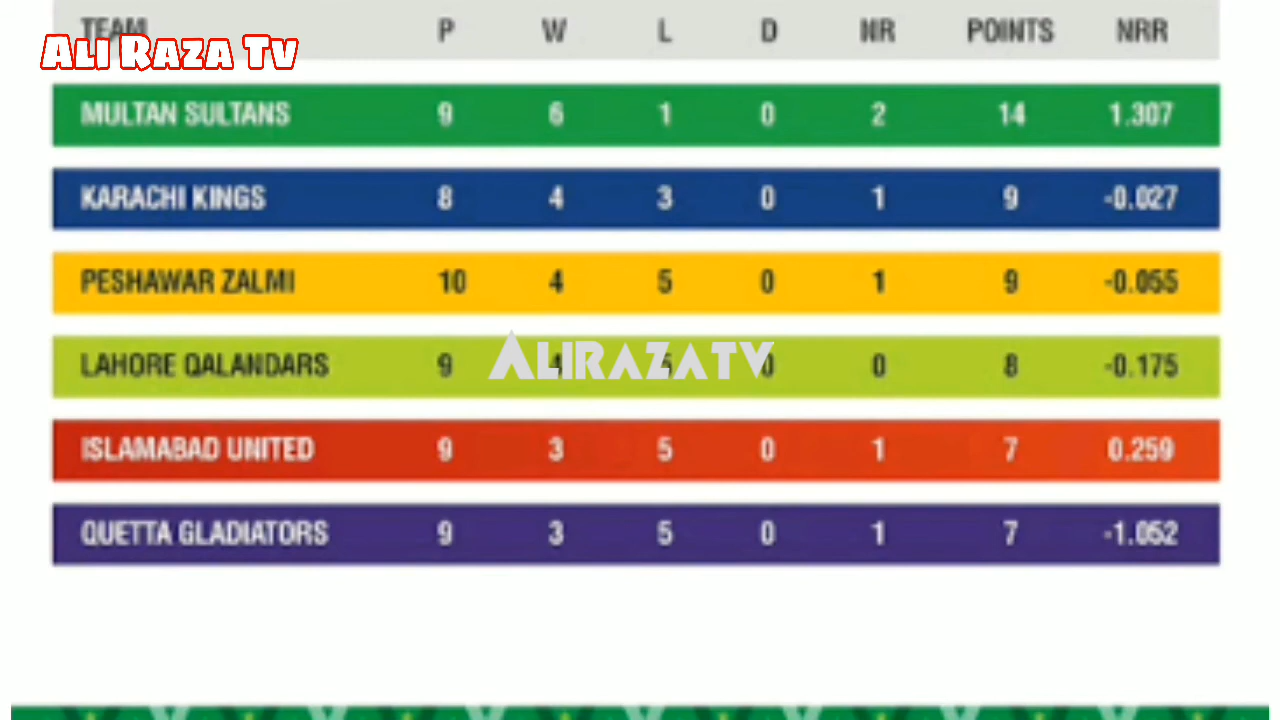 TEAM P W L D NR POINTS NRR
Ali Raza Tv
MULTAN SULTANS 9 6 1 0 2 14 1.307
KARACHI KINGS 8 4 3 0 1 9 -0.027
PESHAWAR ZALMI 10 4 5 0 1 9 -0.055
LAHORE QALANDARS 9 4 5 0 0 8 -0.175
ALIRAZATV
ISLAMABAD UNITED 9 3 5 0 1 7 0.259
QUETTA GLADIATORS 9 3 5 0 1 7 -1.052